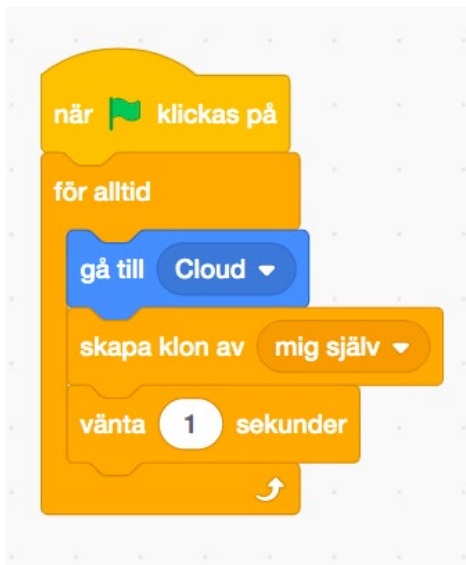 när klickas på
för alltid
gå till Cloud
skapa klon av mig själv
vänta 1 sekunder